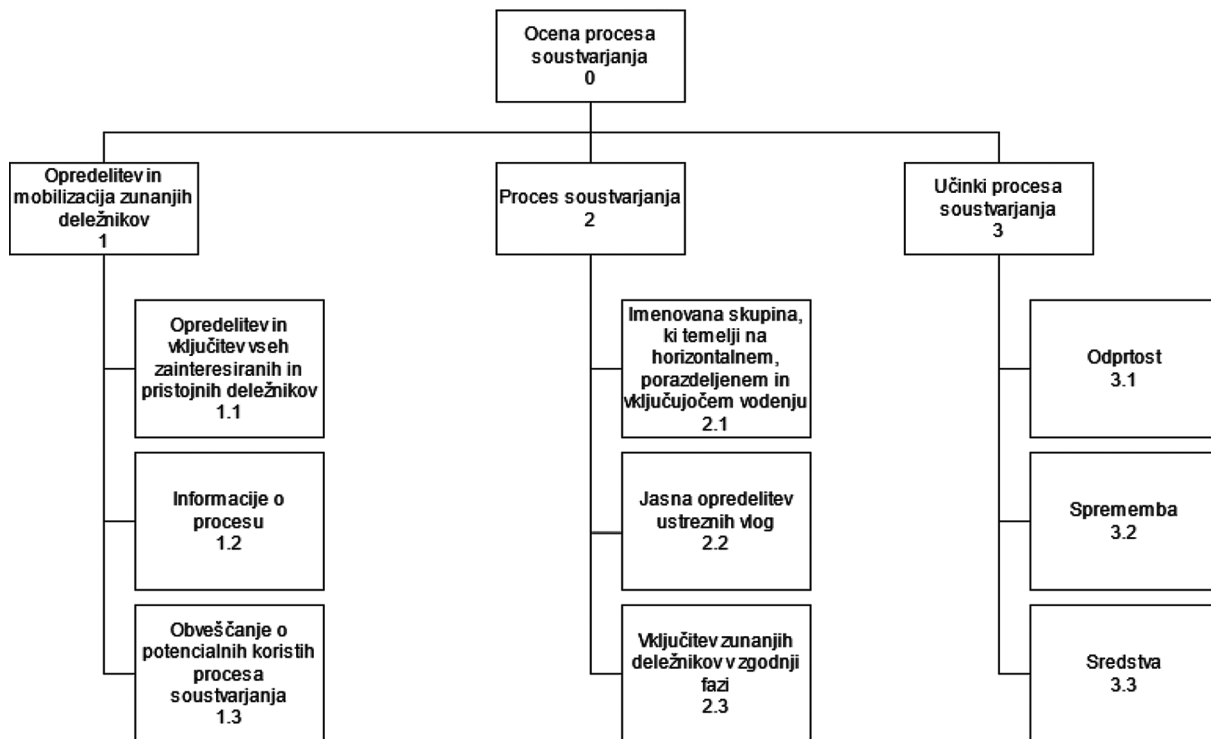 Ocena procesa
soustvarjanja
0
Opredelitev in
mobilizacija zunanjih
deležnikov
1
Proces soustvarjanja
2
Učinki procesa
soustvarjanja
3
Opredelitev in
vključitev vseh
zainteresiranih in
pristojnih deležnikov
1.1
Informacije o
procesu
1.2
Obveščanje o
potencialnih koristih
procesa
soustvarjanja
1.3
Imenovana skupina,
ki temelji na
horizontalnem,
porazdeljenem in
vključujočem vodenju
2.1
Jasna opredelitev
ustreznih vlog
2.2
Vključitev zunanjih
deležnikov v zgodnji
fazi
2.3
Odprtost
3.1
Sprememba
3.2
Sredstva
3.3